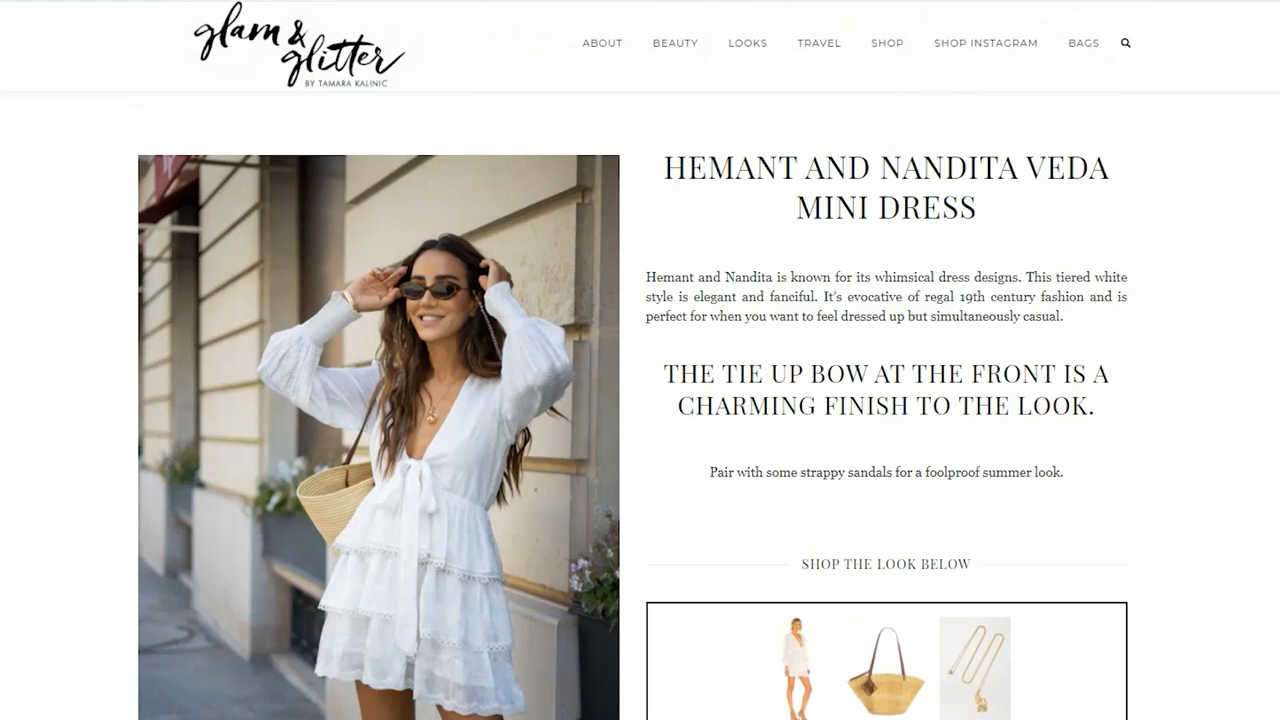 glam &
glitter
BY TAMARA KALINIC
ABOUT BEAUTY LOOKS TRAVEL SHOP SHOP INSTAGRAM BAGS
HEMANT AND NANDITA VEDA
MINI DRESS
Hemant and Nandita is known for its whimsical dress designs. This tiered white
style is elegant and fanciful. It's evocative of regal 19th century fashion and is
perfect for when you want to feel dressed up but simultaneously casual.
THE TIE UP BOW AT THE FRONT IS A
CHARMING FINISH TO THE LOOK.
Pair with some strappy sandals for a foolproof summer look.
SHOP THE LOOK BELOW